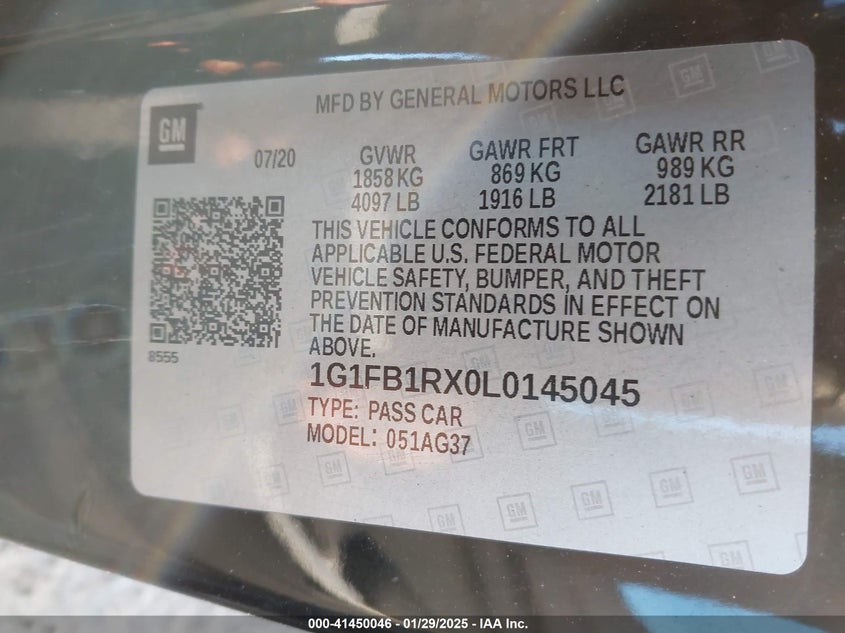 MFD BY GENERAL MOTORS LLC
GM
07/20
GVWR
1858 KG
4097 LB
GAWR FRT
869 KG
1916 LB
GAWR RR
989 KG
2181 LB
THIS VEHICLE CONFORMS TO ALL
APPLICABLE U.S. FEDERAL MOTOR
VEHICLE SAFETY, BUMPER, AND THEFT
PREVENTION STANDARDS IN EFFECT ON
THE DATE OF MANUFACTURE SHOWN
ABOVE.
8555
1G1FB1RX0L0145045
TYPE: PASS CAR
MODEL: 051AG37
000-41450046 - 01/29/2025 - IAA Inc.